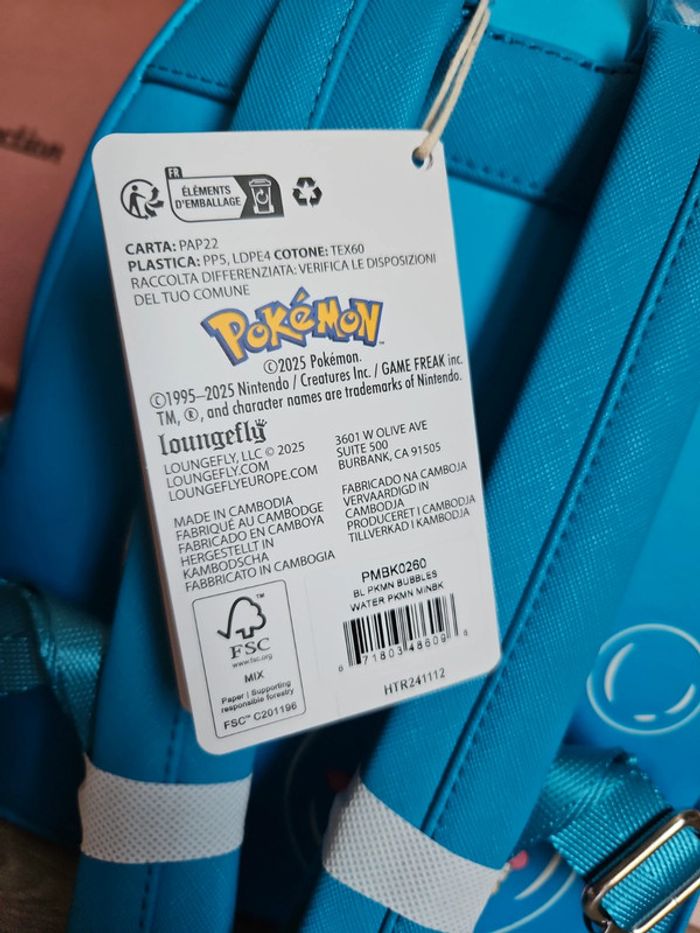 FR
ÉLÉMENTS
D'EMBALLAGE
CARTA: PAP22
PLASTICA: PP5, LDPE4 COTONE: TEX60
RACCOLTA DIFFERENZIATA: VERIFICA LE DISPOSIZIONI
DEL TUO COMUNE
POKéMON
©2025 Pokémon.
©1995–2025 Nintendo / Creatures Inc. / GAME FREAK inc.
TM, ®, and character names are trademarks of Nintendo.
loungefly
LOUNGEFLY, LLC © 2025
LOUNGEFLY.COM
LOUNGEFLYEUROPE.COM
3601 W OLIVE AVE
SUITE 500
BURBANK, CA 91505
MADE IN CAMBODIA
FABRIQUÉ AU CAMBODGE
FABRICADO EN CAMBOYA
HERGESTELLT IN
KAMBODSCHA
FABBRICATO IN CAMBOGIA
FABRICADO NA CAMBOJA
VERVAARDIGD IN
CAMBODJA
PRODUCERET I CAMBODJA
TILLVERKAD I KAMBODJA
FSC
www.fsc.org
MIX
Paper | Supporting
responsible forestry
FSC™ C201196
PMBK0260
BL PKMN BUBBLES
WATER PKMN MINBK
6 71803 48609
HTR241112